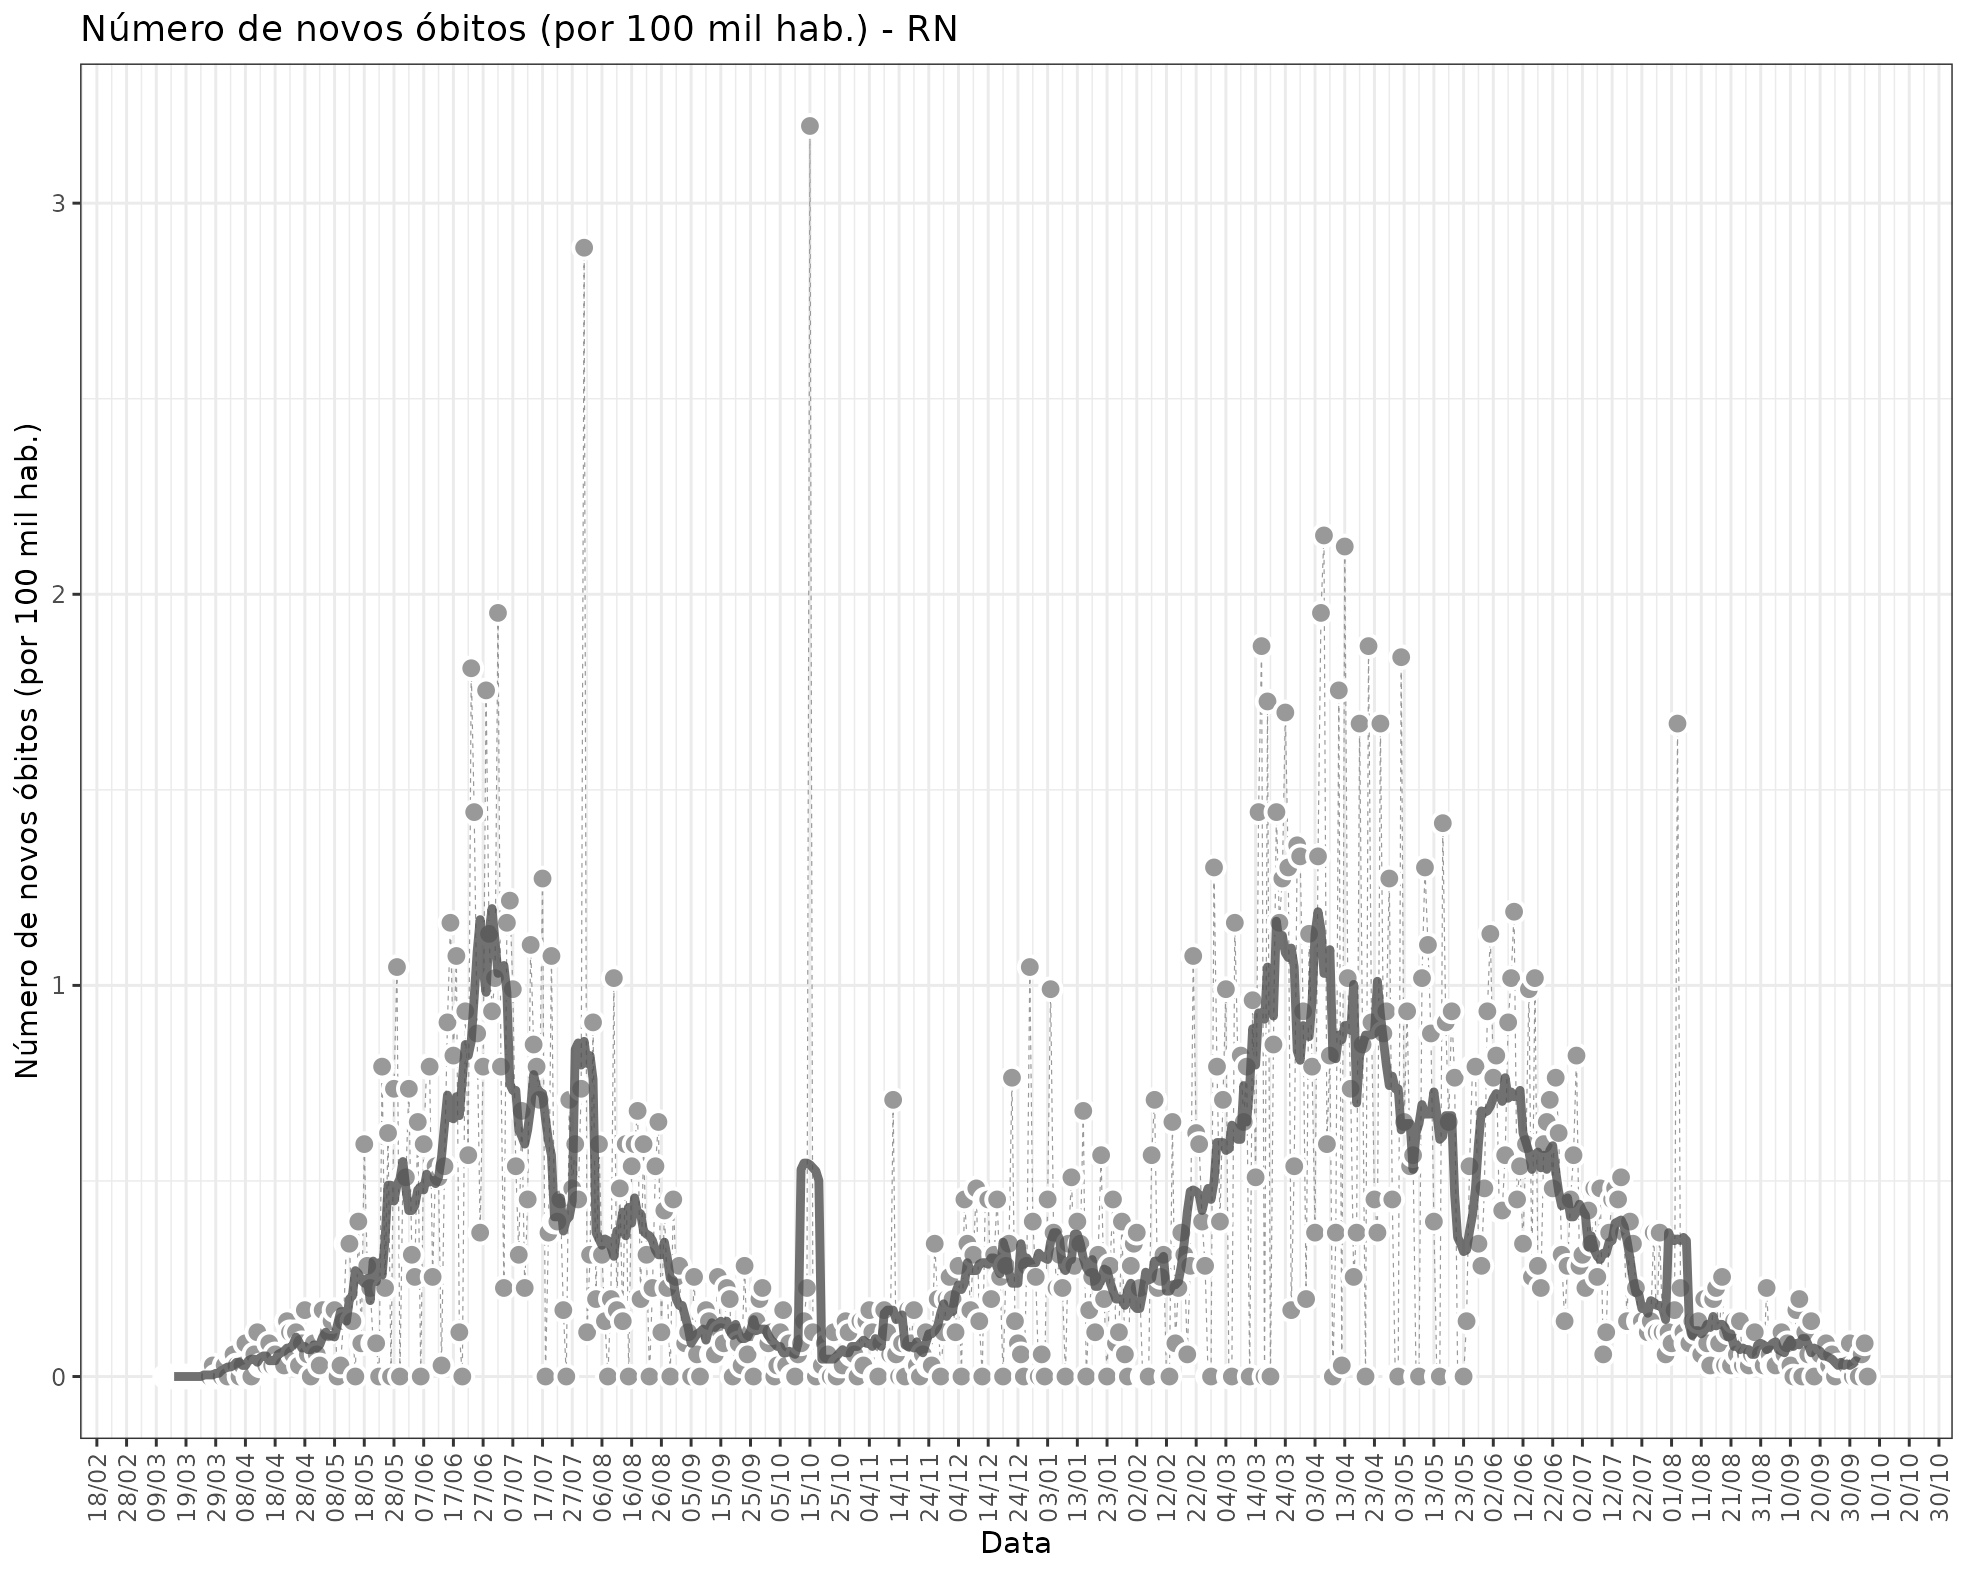 Número de novos óbitos (por 100 mil hab.) - RN
Número de novos óbitos (por 100 mil hab.)
3
2
1
0
18/02 28/02 09/03 19/03 29/03 08/04 18/04 28/04 08/05 18/05 28/05 07/06 17/06 27/06 07/07 17/07 27/07 06/08 16/08 26/08 05/09 15/09 25/09 05/10 15/10 25/10 04/11 14/11 24/11 04/12 14/12 24/12 03/01 13/01 23/01 02/02 12/02 22/02 04/03 14/03 24/03 03/04 13/04 23/04 03/05 13/05 23/05 02/06 12/06 22/06 02/07 12/07 22/07 01/08 11/08 21/08 31/08 10/09 20/09 30/09 10/10 20/10 30/10
Data